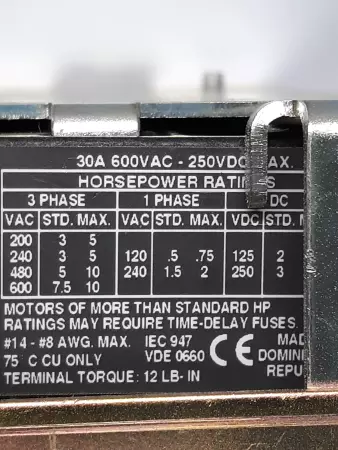 30A 600VAC - 250VDC MAX.
HORSEPOWER RATINGS
3 PHASE 1 PHASE DC
VAC STD. MAX. VAC STD. MAX. VDC STD.
200 3 5
240 3 5 120 .5 .75 125 2
480 5 10 240 1.5 2 250 3
600 7.5 10
MOTORS OF MORE THAN STANDARD HP
RATINGS MAY REQUIRE TIME-DELAY FUSES.
#14 - #8 AWG. MAX. IEC 947 MAD
75°C CU ONLY VDE 0660 CE DOMINI
TERMINAL TORQUE: 12 LB- IN REPU